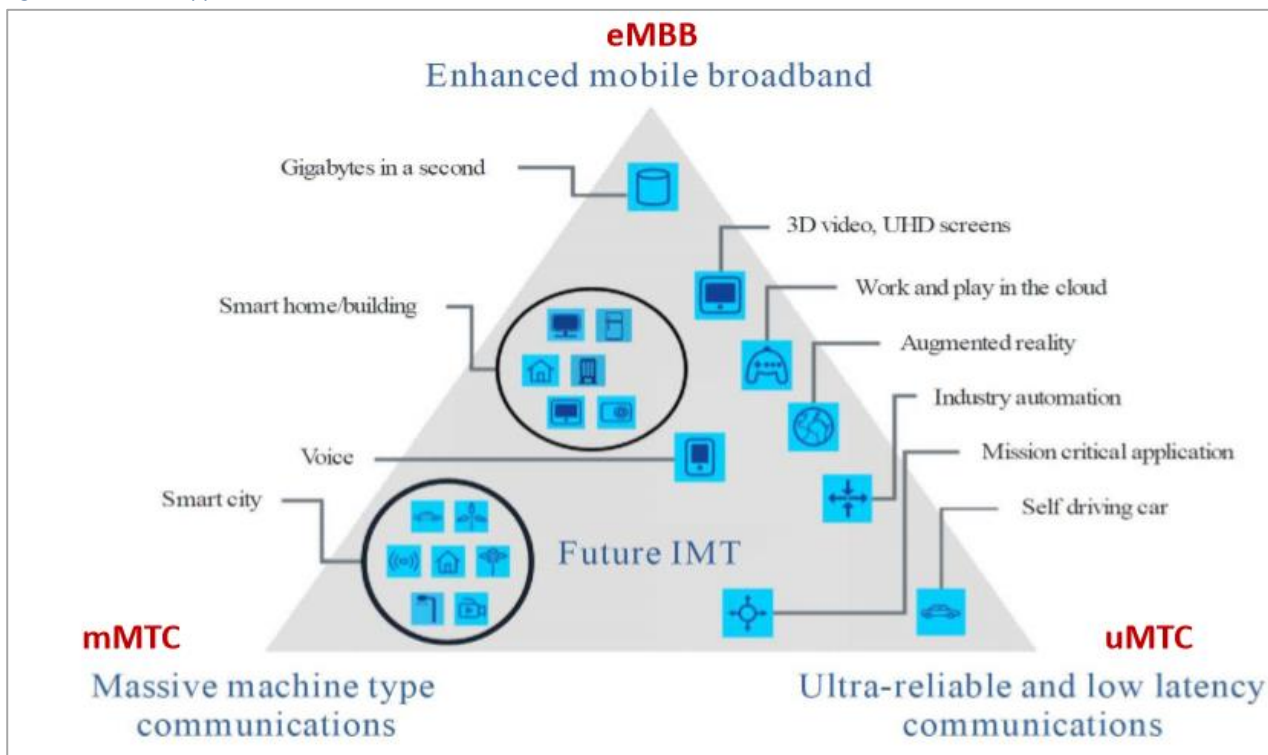 eMBB
Enhanced mobile broadband
Gigabytes in a second
3D video, UHD screens
Work and play in the cloud
Smart home/building
Augmented reality
Industry automation
Voice
Mission critical application
Smart city
Self driving car
Future IMT
mMTC
uMTC
Massive machine type
communications
Ultra-reliable and low latency
communications